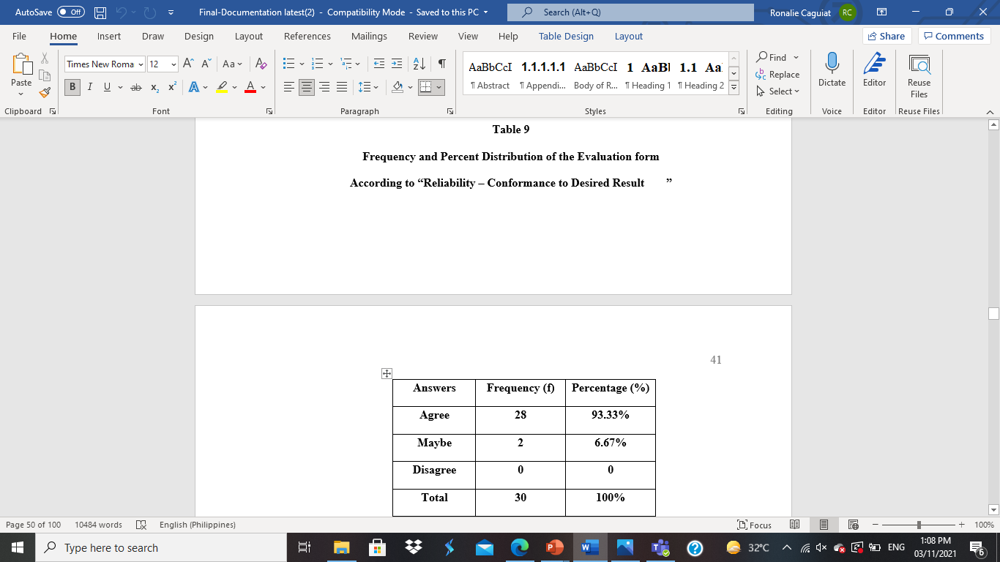 AutoSave Off Final-Documentation latest(2) - Compatibility Mode - Saved to this PC Search (Alt+Q) Ronalie Caguiat RC
File Home Insert Draw Design Layout References Mailings Review View Help Table Design Layout Share Comments
Paste Times New Roma 12 Find Replace Select Dictate Editor Reuse Files
AaBbCcI 1.1.1.1.1 AaBbCcI 1 AaBl 1.1 Aa
¶ Abstract ¶ Appendi... Body of R... ¶ Heading 1 ¶ Heading 2
Clipboard Font Paragraph Styles Editing Voice Editor Reuse Files
Table 9
Frequency and Percent Distribution of the Evaluation form
According to “Reliability – Conformance to Desired Result ”
41
Answers Frequency (f) Percentage (%)
Agree 28 93.33%
Maybe 2 6.67%
Disagree 0 0
Total 30 100%
Page 50 of 100 10484 words English (Philippines) Focus 100%
Type here to search 32°C ENG 1:08 PM
03/11/2021 6